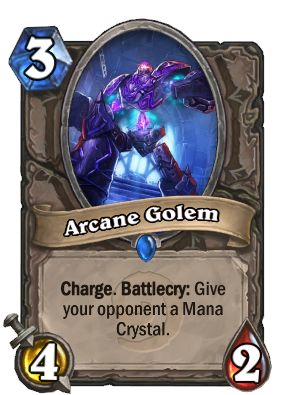 3
Arcane Golem
Charge. Battlecry: Give
your opponent a Mana
Crystal.
4
2